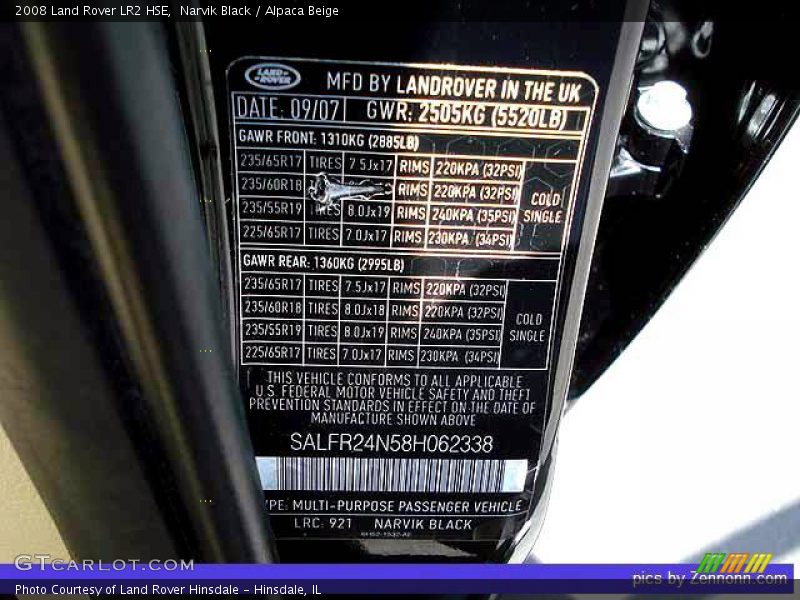 2008 Land Rover LR2 HSE,  Narvik Black / Alpaca Beige
LAND-ROVER
MFD BY LANDROVER IN THE UK
DATE: 09/07 GWR: 2505KG (5520LB)
GAWR FRONT: 1310KG (2885LB)
235/65R17 TIRES 7.5Jx17 RIMS 220KPA (32PSI)
235/60R18 RIMS 220KPA (32PSI)
235/55R19 TIRES 8.0Jx19 RIMS 240KPA (35PSI)
225/65R17 TIRES 7.0Jx17 RIMS 230KPA (34PSI)
COLD
SINGLE
GAWR REAR: 1360KG (2995LB)
235/65R17 TIRES 7.5Jx17 RIMS 220KPA (32PSI)
235/60R18 TIRES 8.0Jx18 RIMS 220KPA (32PSI)
235/55R19 TIRES 8.0Jx19 RIMS 240KPA (35PSI)
225/65R17 TIRES 7.0Jx17 RIMS 230KPA (34PSI)
COLD
SINGLE
THIS VEHICLE CONFORMS TO ALL APPLICABLE
U.S. FEDERAL MOTOR VEHICLE SAFETY AND THEFT
PREVENTION STANDARDS IN EFFECT ON THE DATE OF
MANUFACTURE SHOWN ABOVE
SALFR24N58H062338
YPE: MULTI-PURPOSE PASSENGER VEHICLE
LRC: 921 NARVIK BLACK
GTCARLOT.COM
Photo Courtesy of Land Rover Hinsdale - Hinsdale, IL
pics by Zennonn.com